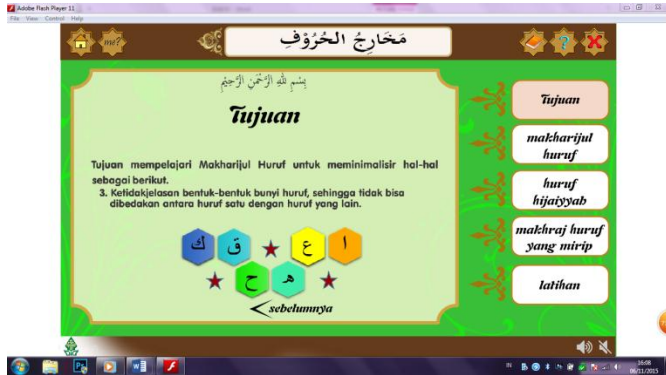 Adobe Flash Player 11
File View Control Help
me?
مَخَارِجُ الحُرُوْفِ
?
X
بِسْمِ اللهِ الرَّحْمَنِ الرَّحِيْمِ
Tujuan
Tujuan mempelajari Makharijul Huruf untuk meminimalisir hal-hal
sebagai berikut.
3. Ketidakjelasan bentuk-bentuk bunyi huruf, sehingga tidak bisa
dibedakan antara huruf satu dengan huruf yang lain.
ك ق ع ا
ح ه
sebelumnya
Tujuan
makharijul
huruf
huruf
hijaiyyah
makhraj huruf
yang mirip
latihan
IN
16:08
06/11/2015